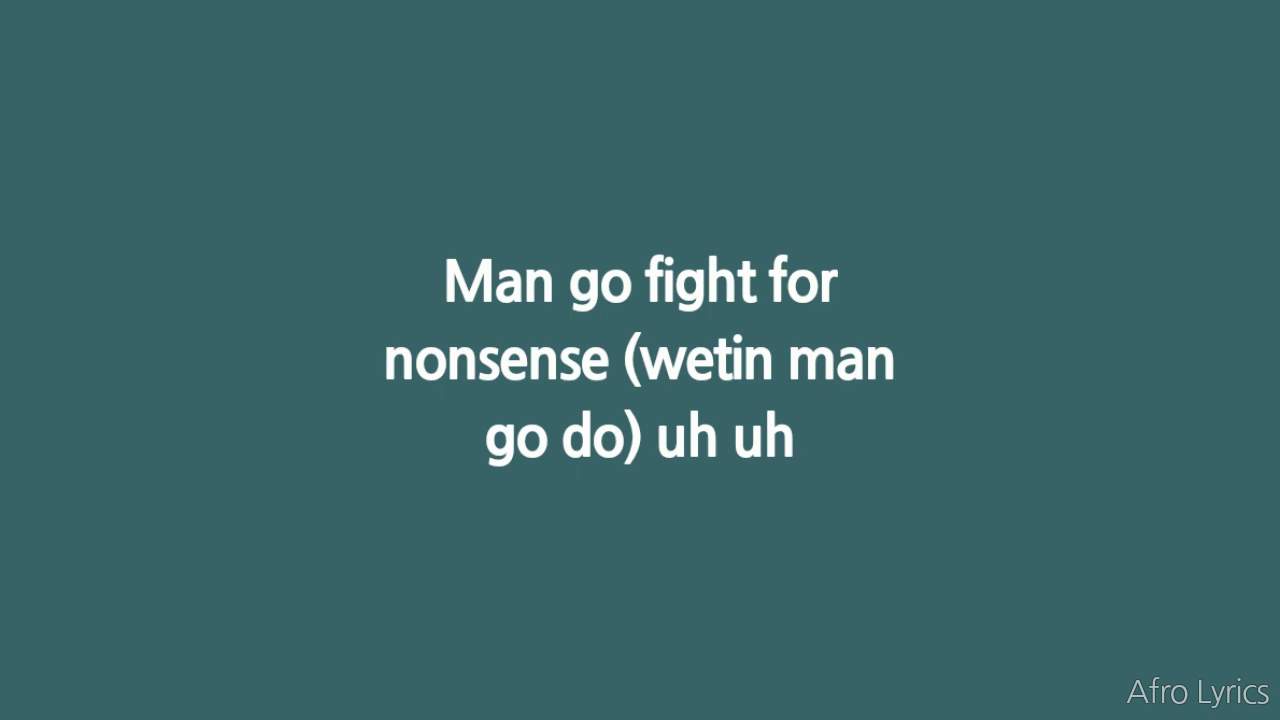 Man go fight for
nonsense (wetin man
go do) uh uh
Afro Lyrics